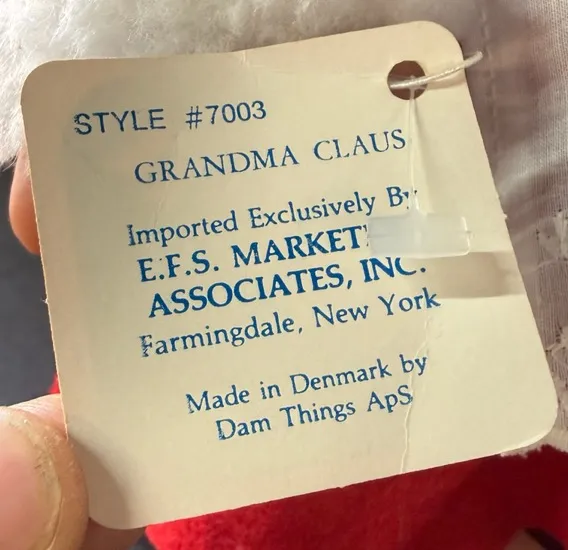 STYLE #7003
GRANDMA CLAUS
Imported Exclusively By
E.F.S.
ASSOCIATES, INC.
Farmingdale, New York
Made in Denmark by
Dam Things ApS